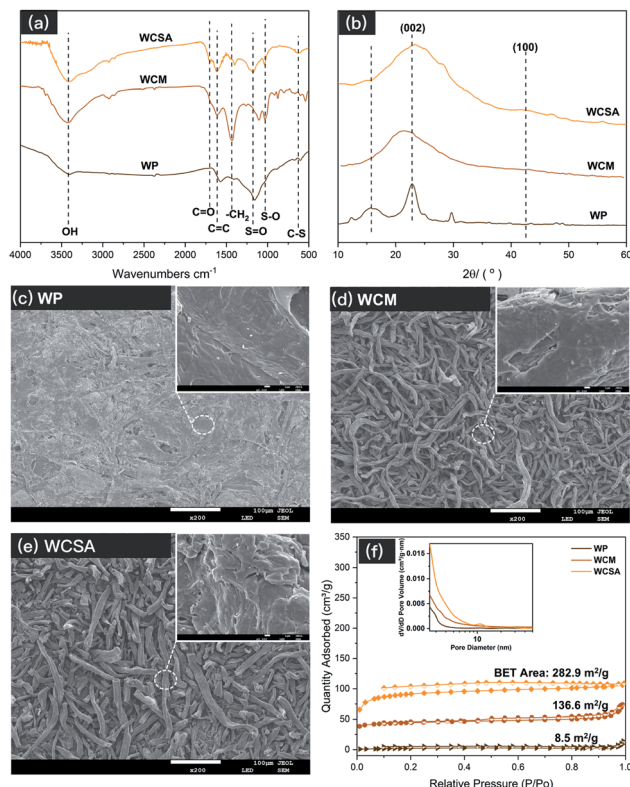 (a)
WCSA
WCM
WP
OH
C=O
C=C
-CH₂
S=O
S-O
C-S
4000 3500 3000 2500 2000 1500 1000 500
Wavenumbers cm⁻¹
(b)
(002)
(100)
WCSA
WCM
WP
10 20 30 40 50 60
2θ/ ( ° )
(c) WP
x200
100μm JEOL
LED SEM
(d) WCM
x200
100μm JEOL
LED SEM
(e) WCSA
x200
100μm JEOL
LED SEM
(f)
WP
WCM
WCSA
dV/dD Pore Volume (cm³/g·nm)
0.015
0.010
0.005
0.000
10
Pore Diameter (nm)
Quantity Adsorbed (cm³/g)
350
300
250
200
150
100
50
0
BET Area: 282.9 m²/g
136.6 m²/g
8.5 m²/g
0.0 0.2 0.4 0.6 0.8 1.0
Relative Pressure (P/Po)